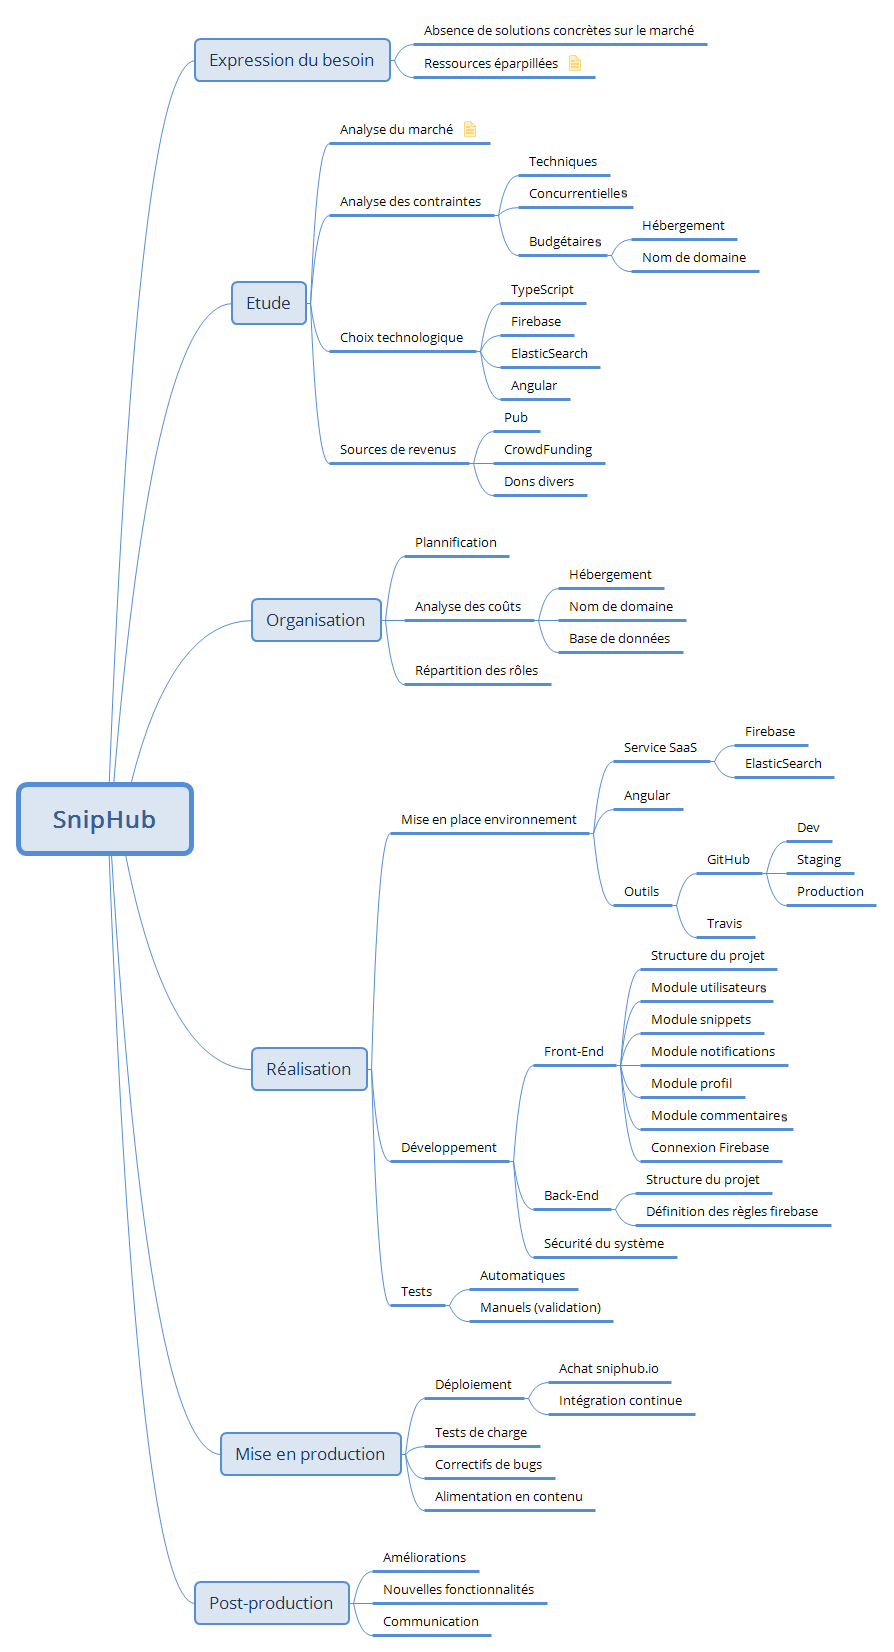 Absence de solutions concrètes sur le marché
Expression du besoin
Ressources éparpillées
Analyse du marché
Techniques
Analyse des contraintes
Concurrentielles
Budgétaires
Hébergement
Nom de domaine
Etude
TypeScript
Choix technologique
Firebase
ElasticSearch
Angular
Sources de revenus
Pub
CrowdFunding
Dons divers
Plannification
Organisation
Analyse des coûts
Hébergement
Nom de domaine
Base de données
Répartition des rôles
SnipHub
Mise en place environnement
Service SaaS
Firebase
ElasticSearch
Angular
Outils
GitHub
Dev
Staging
Production
Travis
Réalisation
Développement
Front-End
Structure du projet
Module utilisateurs
Module snippets
Module notifications
Module profil
Module commentaires
Connexion Firebase
Back-End
Structure du projet
Définition des règles firebase
Sécurité du système
Tests
Automatiques
Manuels (validation)
Mise en production
Déploiement
Achat sniphub.io
Intégration continue
Tests de charge
Correctifs de bugs
Alimentation en contenu
Post-production
Améliorations
Nouvelles fonctionnalités
Communication